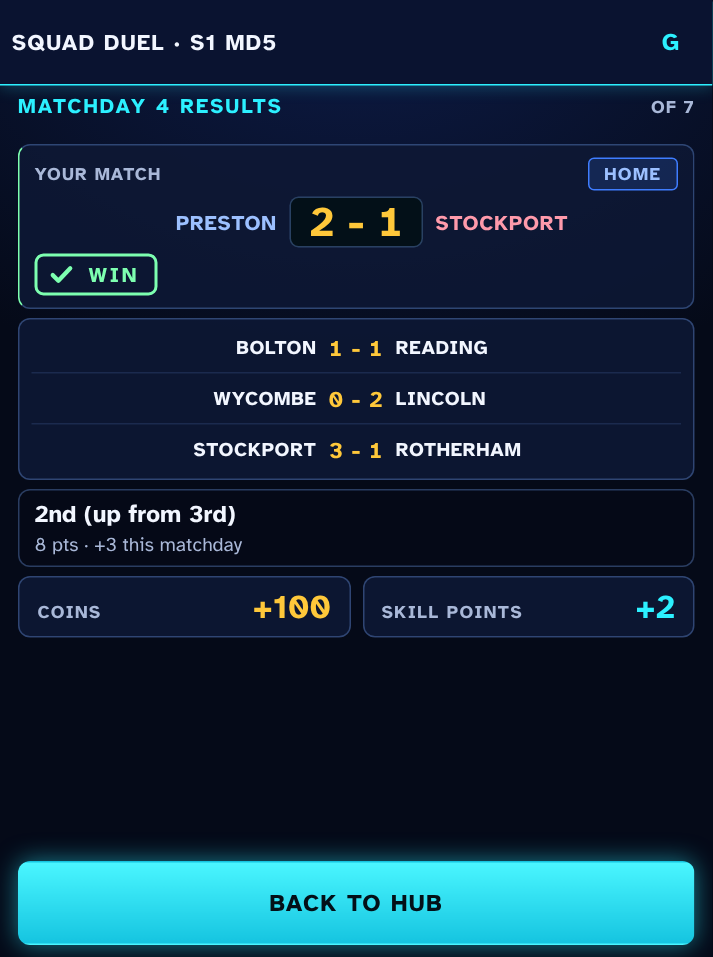 SQUAD DUEL · S1 MD5 G
MATCHDAY 4 RESULTS OF 7
YOUR MATCH HOME
PRESTON 2 - 1 STOCKPORT
WIN
BOLTON 1 - 1 READING
WYCOMBE 0 - 2 LINCOLN
STOCKPORT 3 - 1 ROTHERHAM
2nd (up from 3rd)
8 pts · +3 this matchday
COINS +100 SKILL POINTS +2
BACK TO HUB